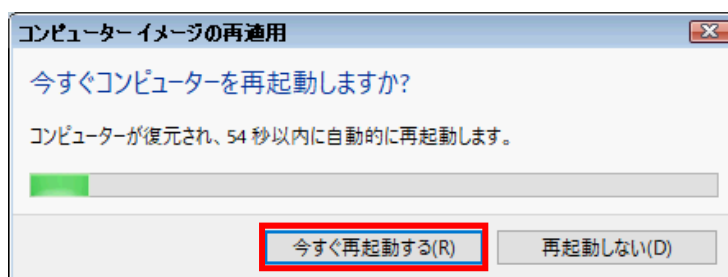 コンピューター イメージの再適用
今すぐコンピューターを再起動しますか?
コンピューターが復元され、54 秒以内に自動的に再起動します。
今すぐ再起動する(R)
再起動しない(D)